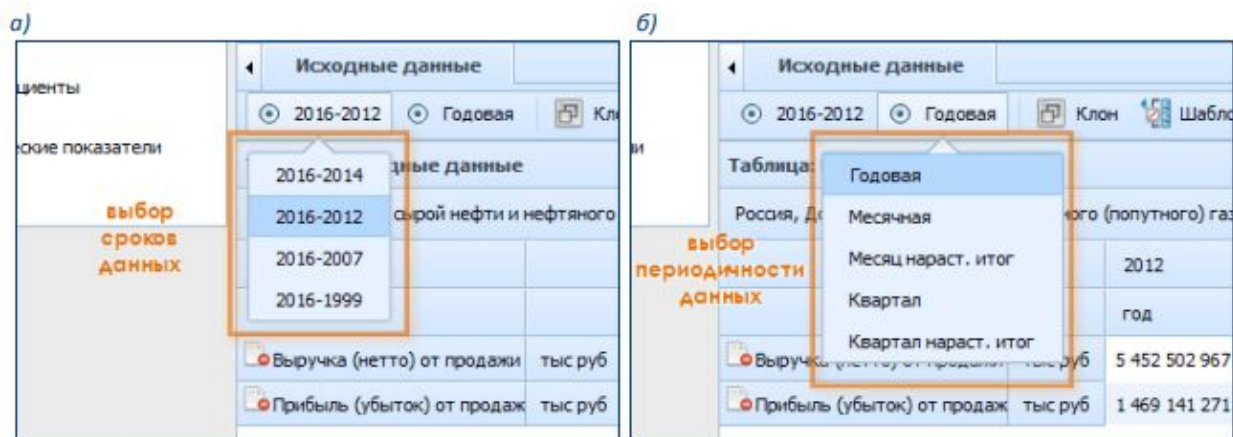 а)
Исходные данные
2016-2012 Годовая Кл
циенты
ские показатели
2016-2014
2016-2012
2016-2007
2016-1999
дные данные
сырой нефти и нефтяного
выбор
сроков
данных
Выручка (нетто) от продажи тыс руб
Прибыль (убыток) от продаж тыс руб
б)
Исходные данные
2016-2012 Годовая Клон Шабло
Таблица:
Россия, До ного (попутного) газ
Годовая
Месячная
Месяц нараст. итог
Квартал
Квартал нараст. итог
выбор
периодичности
данных
2012
год
Выручка (нетто) от продажи тыс руб 5 452 502 967
Прибыль (убыток) от продаж тыс руб 1 469 141 271